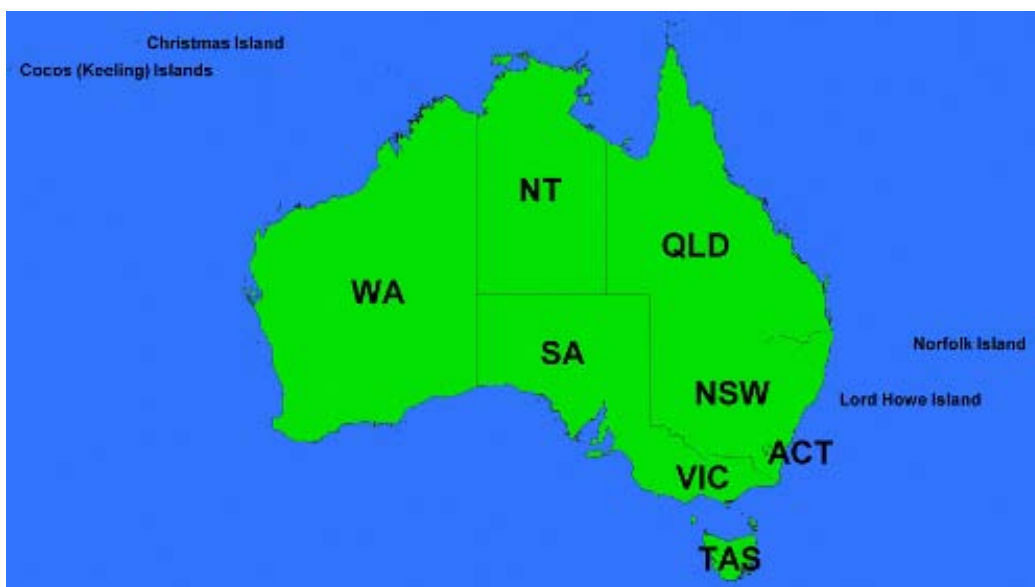 Christmas Island
Cocos (Keeling) Islands
NT
QLD
WA
SA
Norfolk Island
NSW
Lord Howe Island
ACT
VIC
TAS